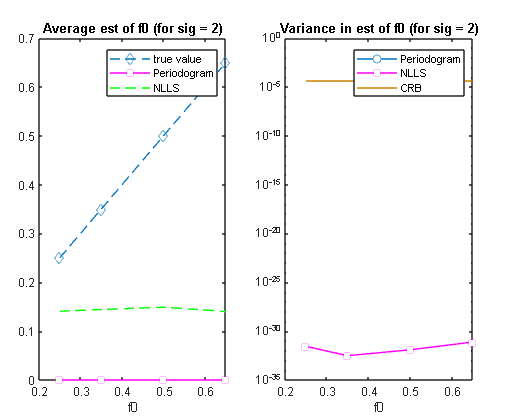 Average est of f0 (for sig = 2)
0.7
0.6
0.5
0.4
0.3
0.2
0.1
0
0.2
0.3
0.4
0.5
0.6
f0
true value
Periodogram
NLLS
Variance in est of f0 (for sig = 2)
10^0
10^-5
10^-10
10^-15
10^-20
10^-25
10^-30
10^-35
0.2
0.3
0.4
0.5
0.6
f0
Periodogram
NLLS
CRB